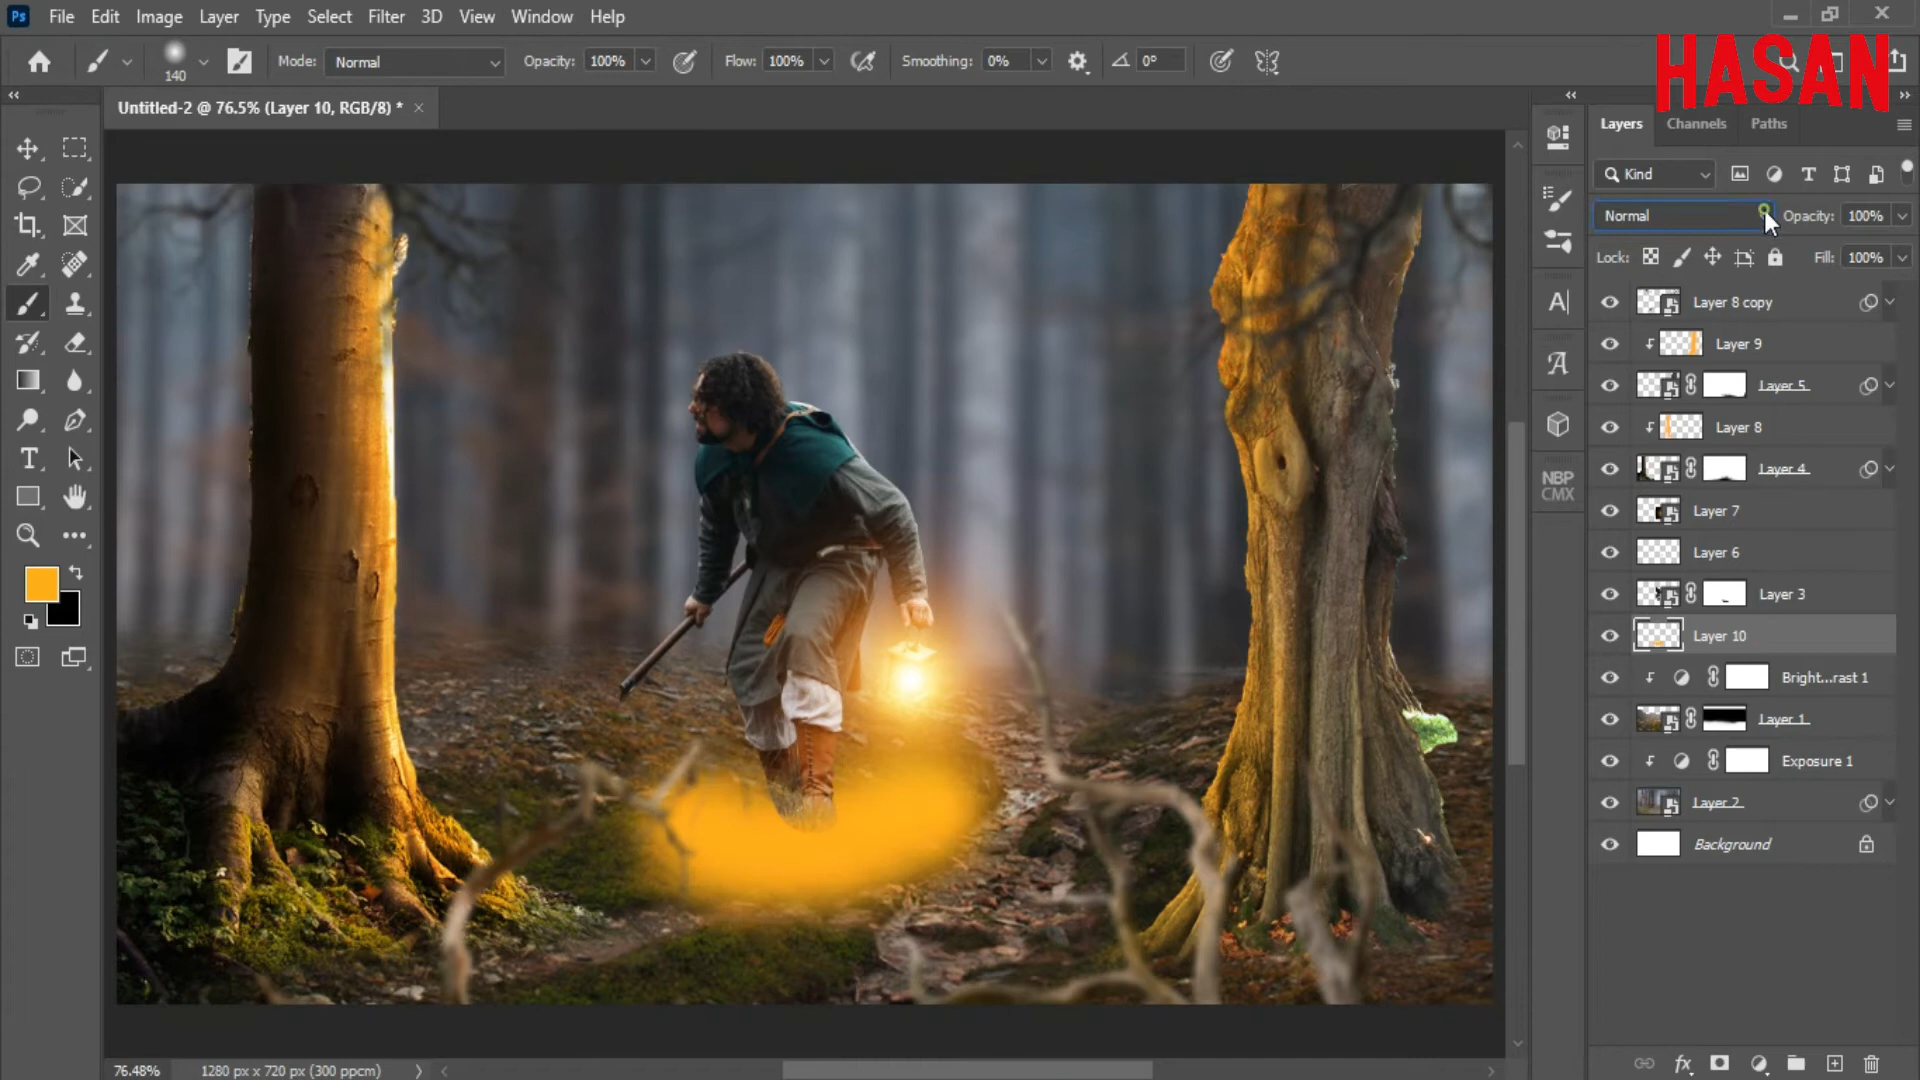 Ps File Edit Image Layer Type Select Filter 3D View Window Help
140 Mode: Normal Opacity: 100% Flow: 100% Smoothing: 0% 0°
HASAN
Untitled-2 @ 76.5% (Layer 10, RGB/8) * ×
Layers Channels Paths
Kind
Normal Opacity: 100%
Lock: Fill: 100%
Layer 8 copy
Layer 9
Layer 5
Layer 8
Layer 4
Layer 7
Layer 6
Layer 3
Layer 10
Bright...rast 1
Layer 1
Exposure 1
Layer 2
Background
NBP
CMX
76.48% 1280 px x 720 px (300 ppcm)